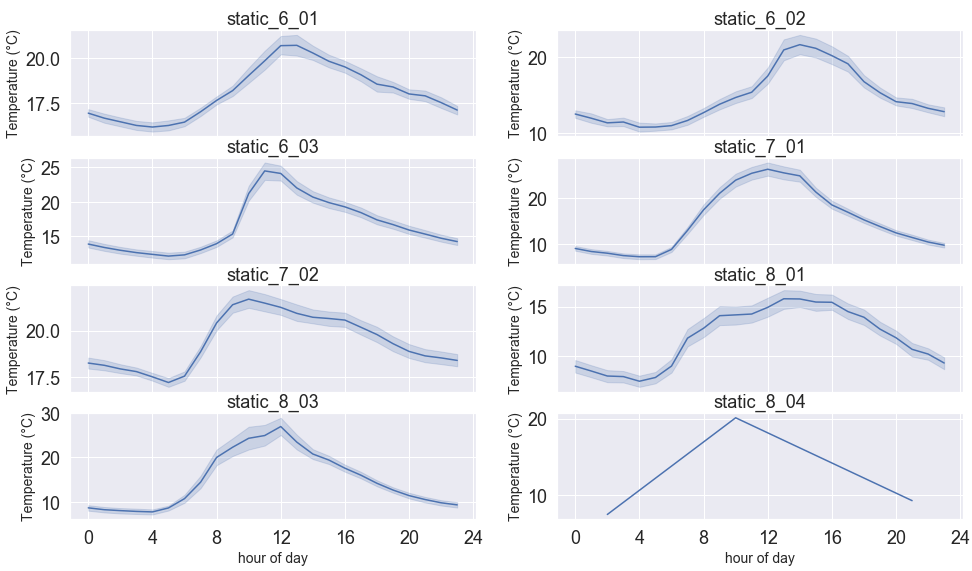 static_6_01
Temperature (°C)
20.0
17.5
static_6_02
Temperature (°C)
20
10
static_6_03
Temperature (°C)
25
20
15
static_7_01
Temperature (°C)
20
10
static_7_02
Temperature (°C)
20.0
17.5
static_8_01
Temperature (°C)
15
10
static_8_03
Temperature (°C)
30
20
10
0 4 8 12 16 20 24
hour of day
static_8_04
Temperature (°C)
20
10
0 4 8 12 16 20 24
hour of day